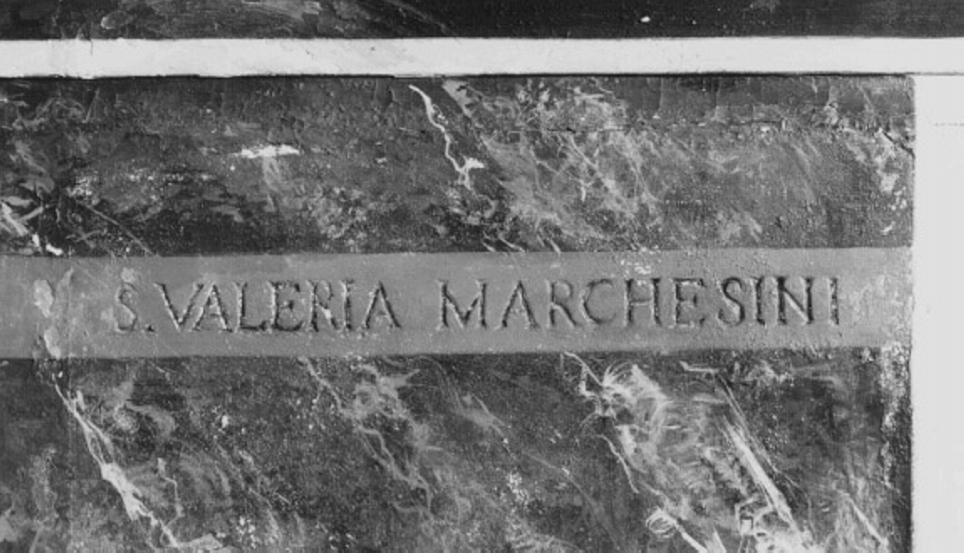 S. VALERIA MARCHESINI